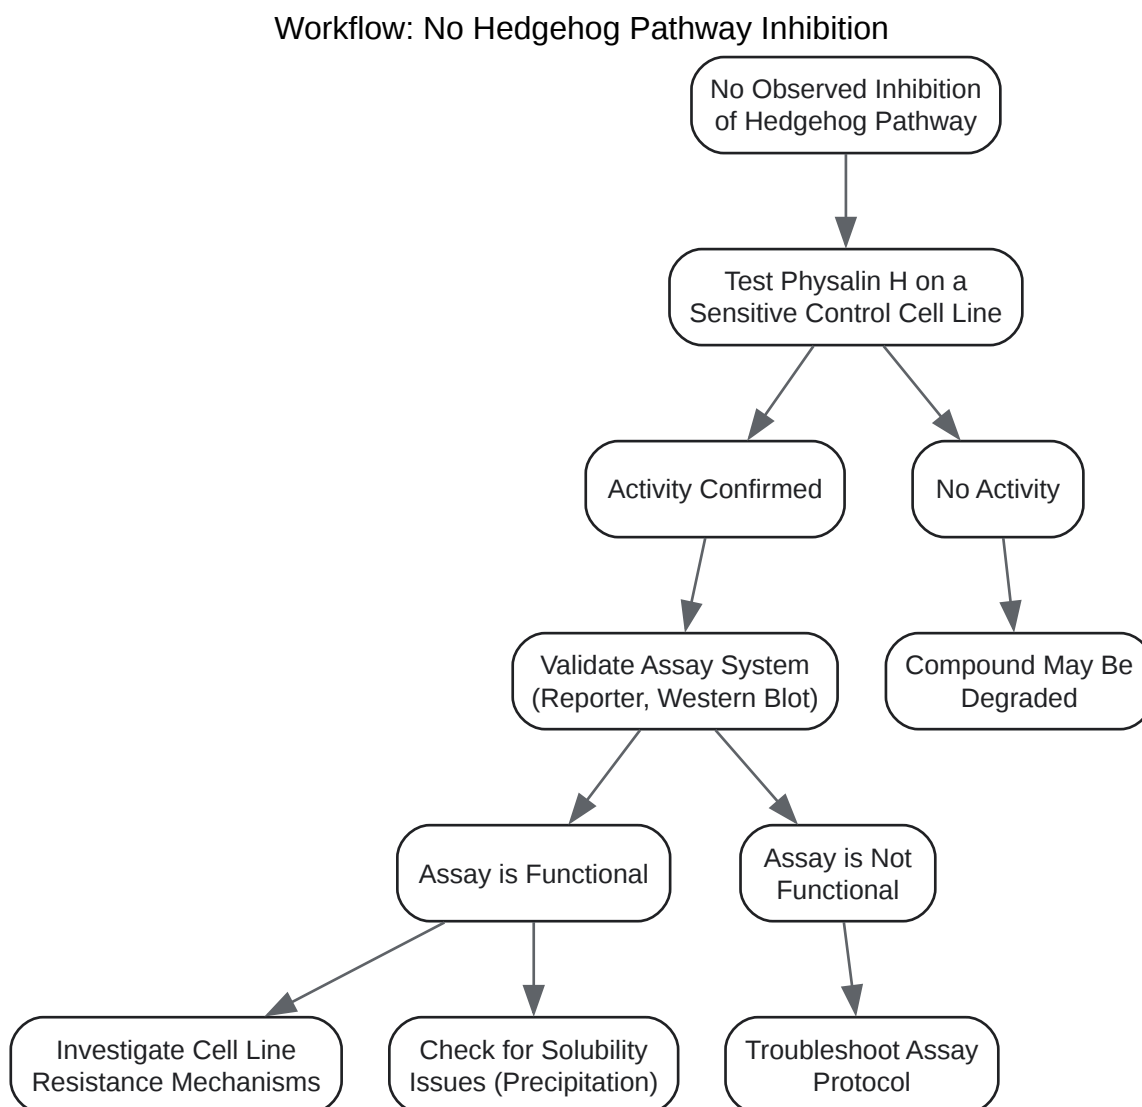 Workflow: No Hedgehog Pathway Inhibition
No Observed Inhibition
of Hedgehog Pathway
Test Physalin H on a
Sensitive Control Cell Line
Activity Confirmed
No Activity
Validate Assay System
(Reporter, Western Blot)
Compound May Be
Degraded
Assay is Functional
Assay is Not
Functional
Investigate Cell Line
Resistance Mechanisms
Check for Solubility
Issues (Precipitation)
Troubleshoot Assay
Protocol